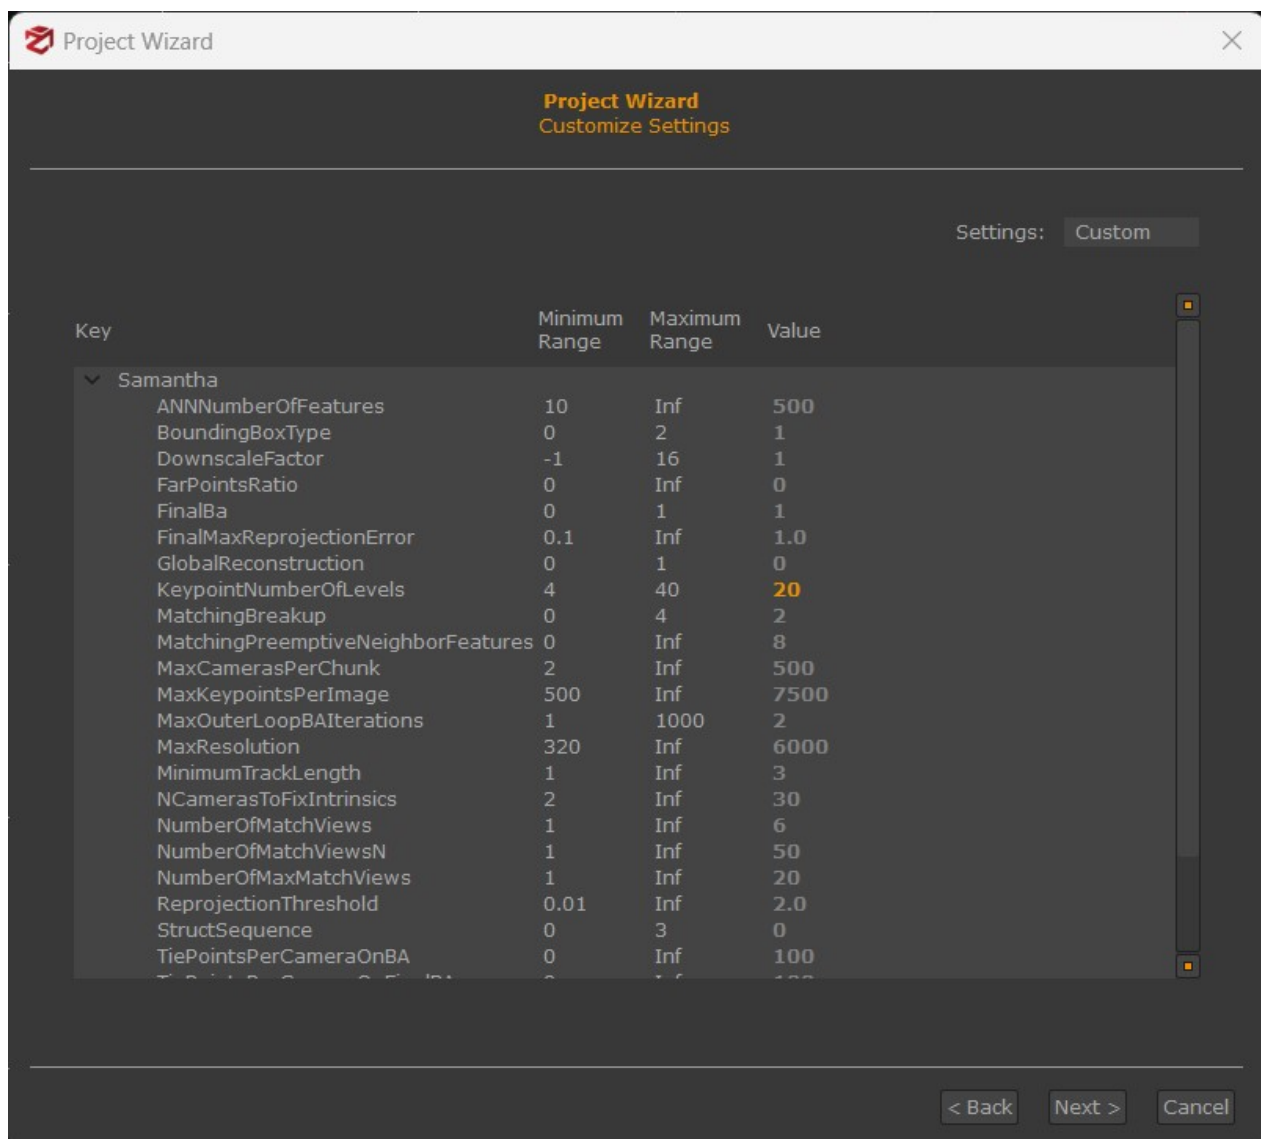 Project Wizard
Project Wizard
Customize Settings
Settings: Custom
Key Minimum Range Maximum Range Value
Samantha
ANNNumberOfFeatures 10 Inf 500
BoundingBoxType 0 2 1
DownscaleFactor -1 16 1
FarPointsRatio 0 Inf 0
FinalBa 0 1 1
FinalMaxReprojectionError 0.1 Inf 1.0
GlobalReconstruction 0 1 0
KeypointNumberOfLevels 4 40 20
MatchingBreakup 0 4 2
MatchingPreemptiveNeighborFeatures 0 Inf 8
MaxCamerasPerChunk 2 Inf 500
MaxKeypointsPerImage 500 Inf 7500
MaxOuterLoopBAIterations 1 1000 2
MaxResolution 320 Inf 6000
MinimumTrackLength 1 Inf 3
NCamerasToFixIntrinsics 2 Inf 30
NumberOfMatchViews 1 Inf 6
NumberOfMatchViewsN 1 Inf 50
NumberOfMaxMatchViews 1 Inf 20
ReprojectionThreshold 0.01 Inf 2.0
StructSequence 0 3 0
TiePointsPerCameraOnBA 0 Inf 100
< Back Next > Cancel